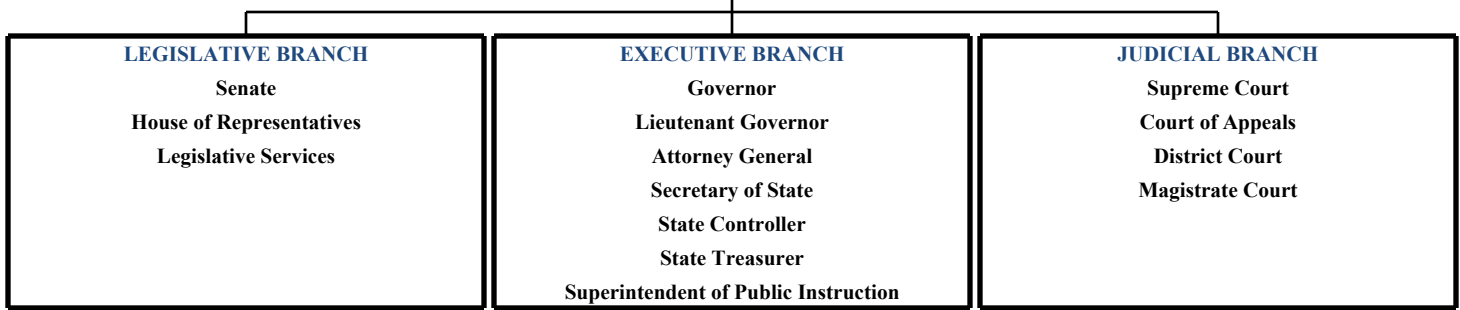 LEGISLATIVE BRANCH
Senate
House of Representatives
Legislative Services
EXECUTIVE BRANCH
Governor
Lieutenant Governor
Attorney General
Secretary of State
State Controller
State Treasurer
Superintendent of Public Instruction
JUDICIAL BRANCH
Supreme Court
Court of Appeals
District Court
Magistrate Court